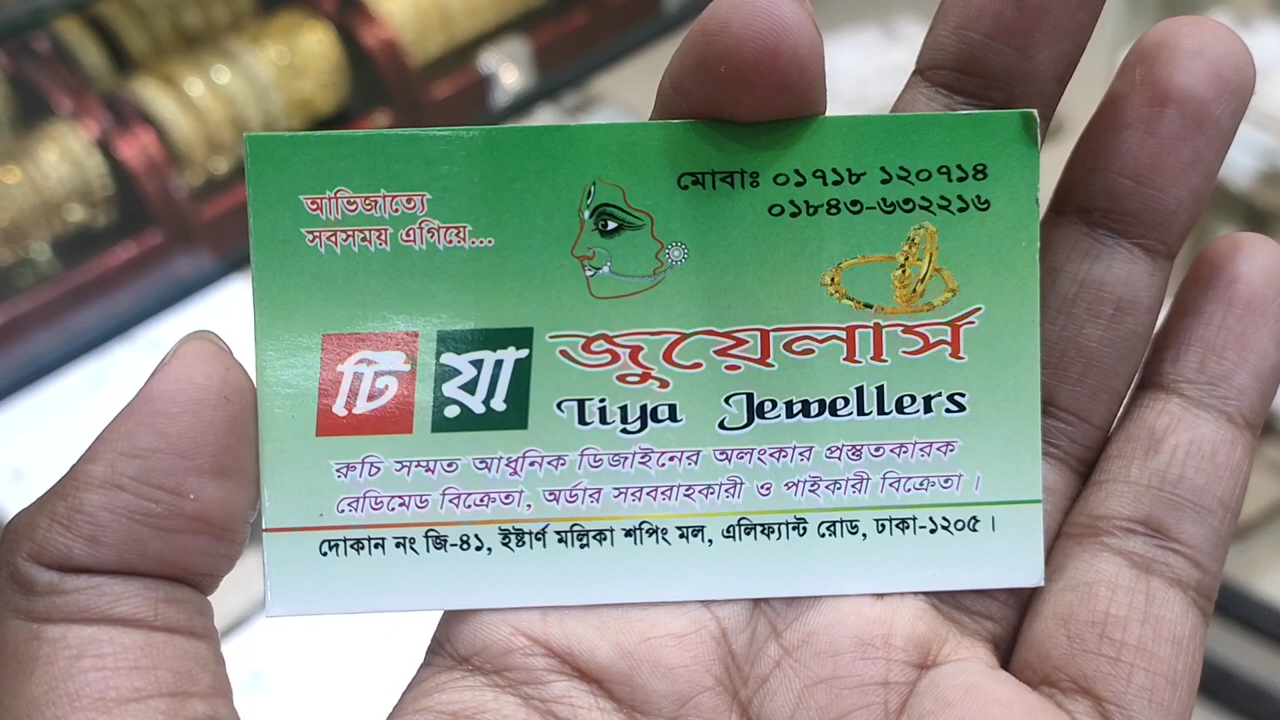 আভিজাত্যে
সবসময় এগিয়ে...
মোবাঃ ০১৭১৮ ১২০৭১৪
০১৮৪৩-৬৩২২১৬
টিয়া জুয়েলার্স
Tiya Jewellers
রুচি সম্মত আধুনিক ডিজাইনের অলংকার প্রস্তুতকারক
রেডিমেড বিক্রেতা, অর্ডার সরবরাহকারী ও পাইকারী বিক্রেতা।
দোকান নং জি-৪১, ইষ্টার্ণ মল্লিকা শপিং মল, এলিফ্যান্ট রোড, ঢাকা-১২০৫।